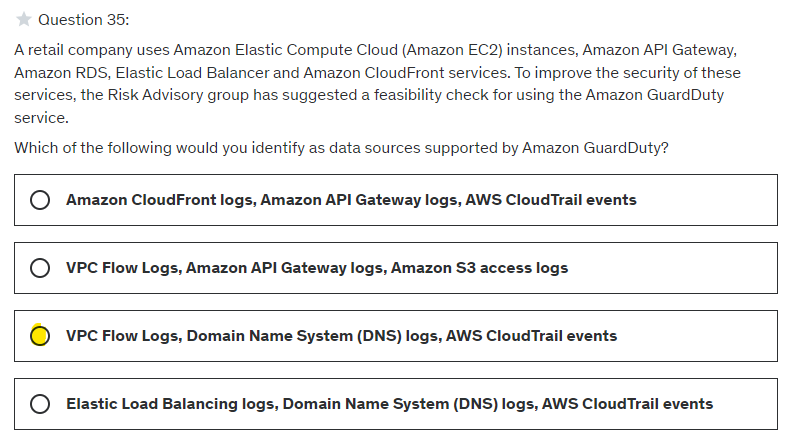 Question 35:
A retail company uses Amazon Elastic Compute Cloud (Amazon EC2) instances, Amazon API Gateway,
Amazon RDS, Elastic Load Balancer and Amazon CloudFront services. To improve the security of these
services, the Risk Advisory group has suggested a feasibility check for using the Amazon GuardDuty
service.
Which of the following would you identify as data sources supported by Amazon GuardDuty?
Amazon CloudFront logs, Amazon API Gateway logs, AWS CloudTrail events
VPC Flow Logs, Amazon API Gateway logs, Amazon S3 access logs
VPC Flow Logs, Domain Name System (DNS) logs, AWS CloudTrail events
Elastic Load Balancing logs, Domain Name System (DNS) logs, AWS CloudTrail events